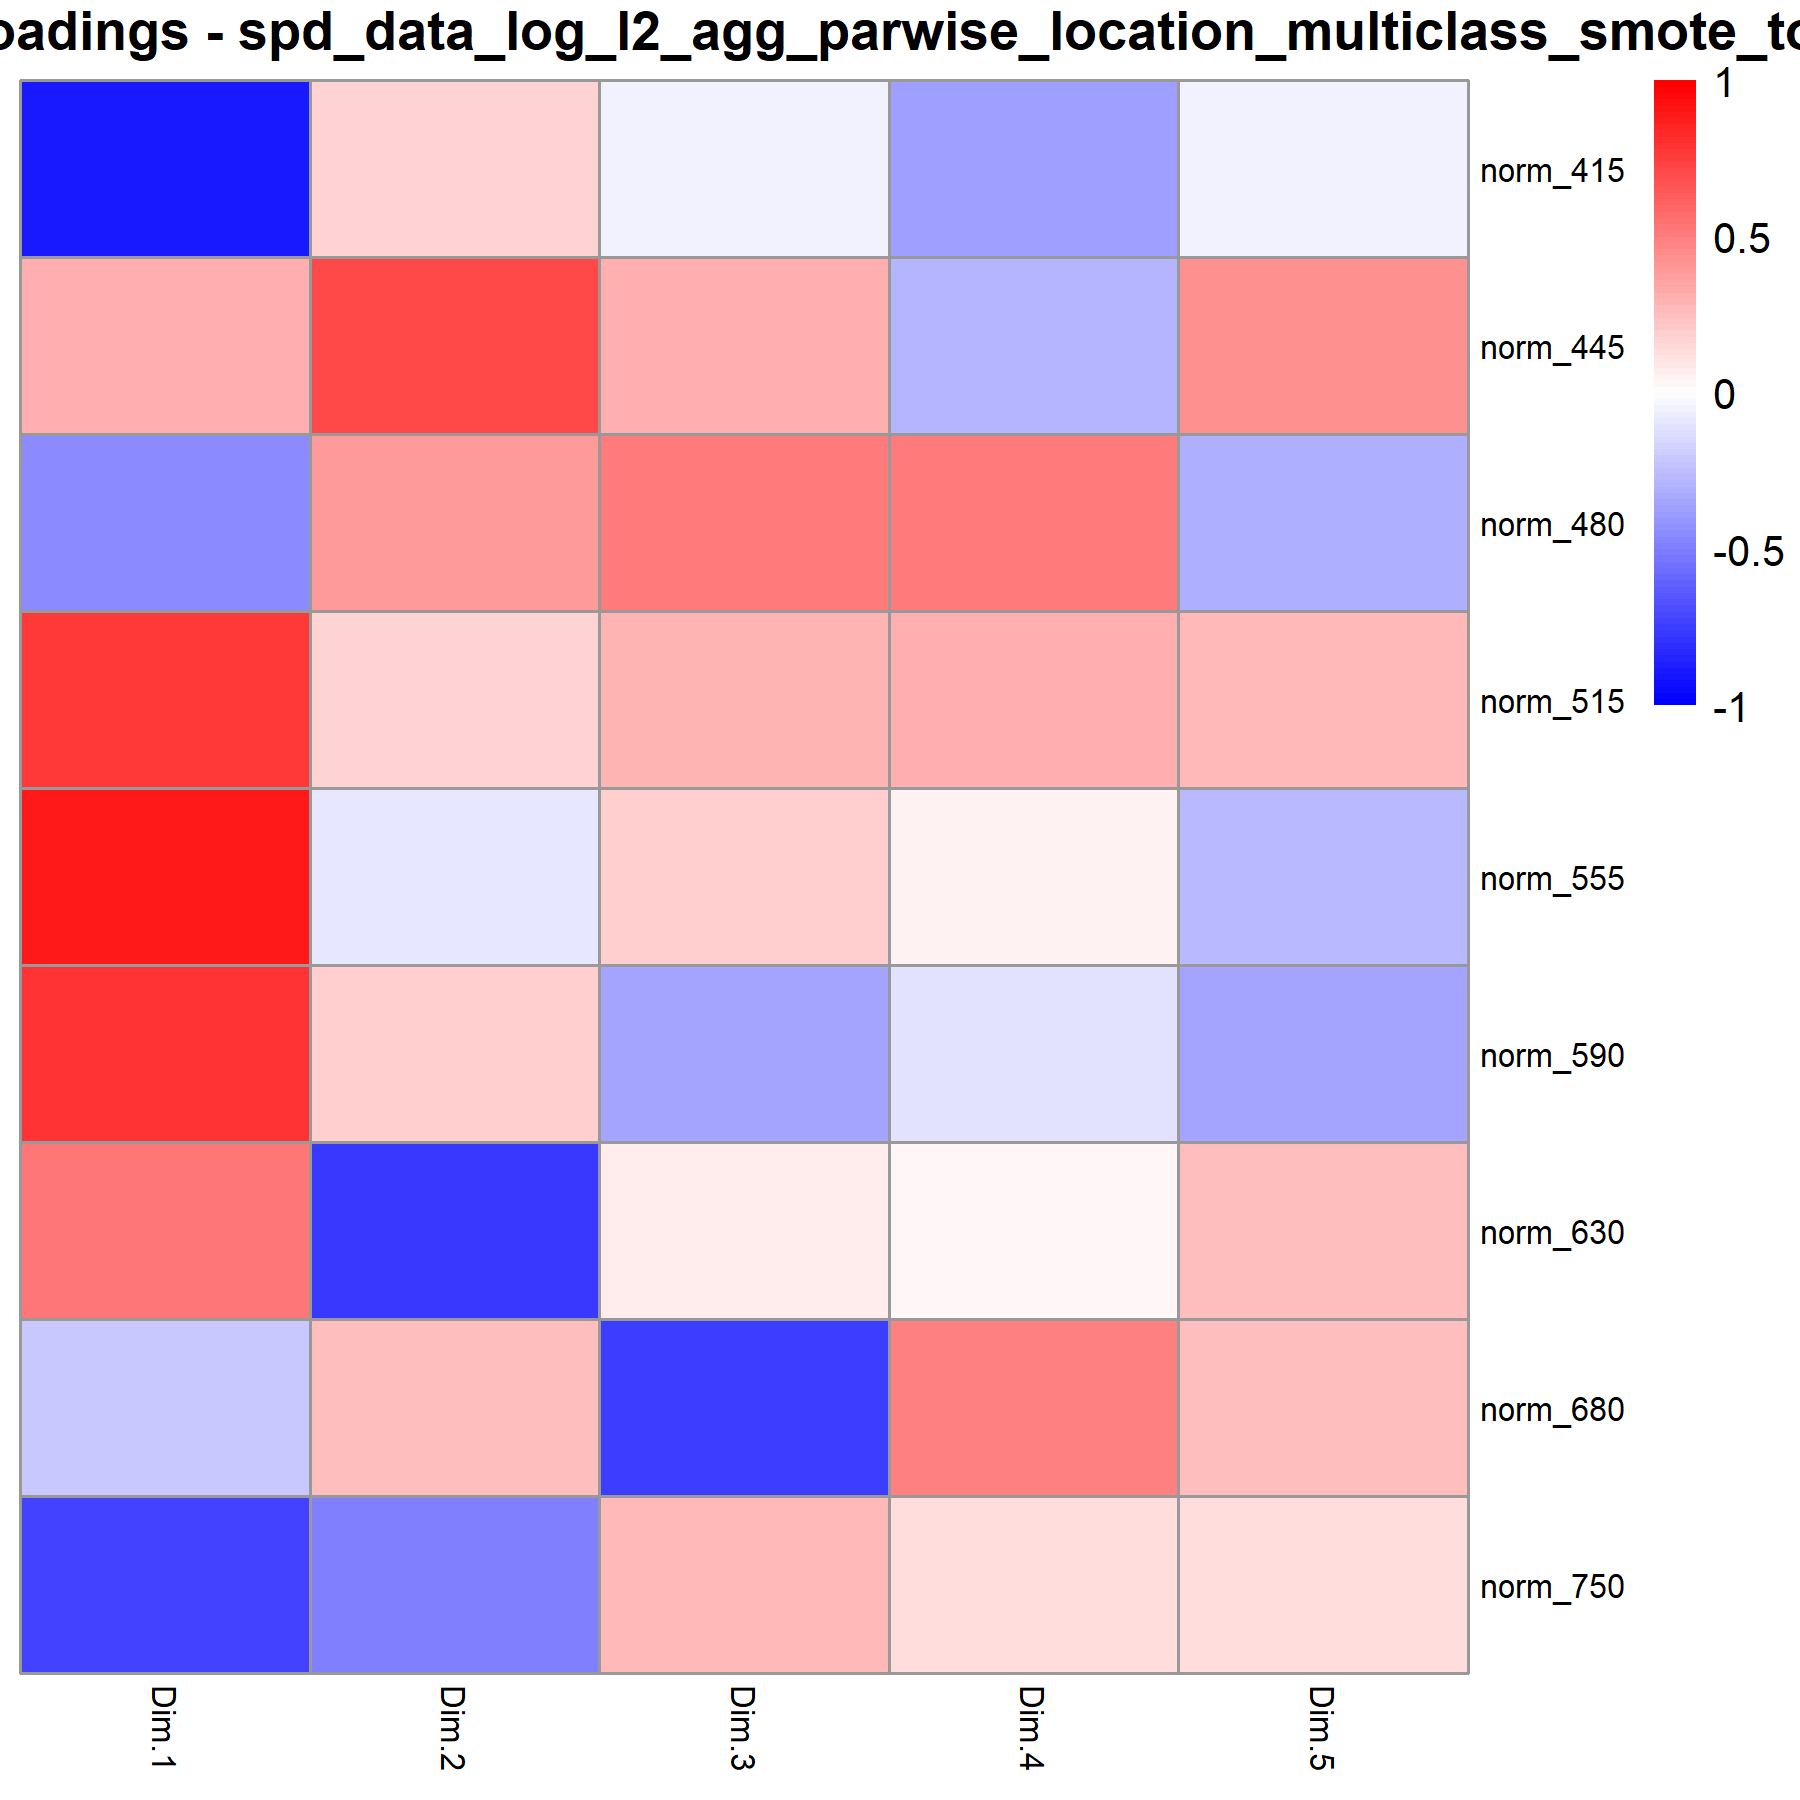 oadings - spd_data_log_l2_agg_parwise_location_multiclass_smote_to
1
0.5
0
-0.5
-1
norm_415
norm_445
norm_480
norm_515
norm_555
norm_590
norm_630
norm_680
norm_750
Dim.1
Dim.2
Dim.3
Dim.4
Dim.5